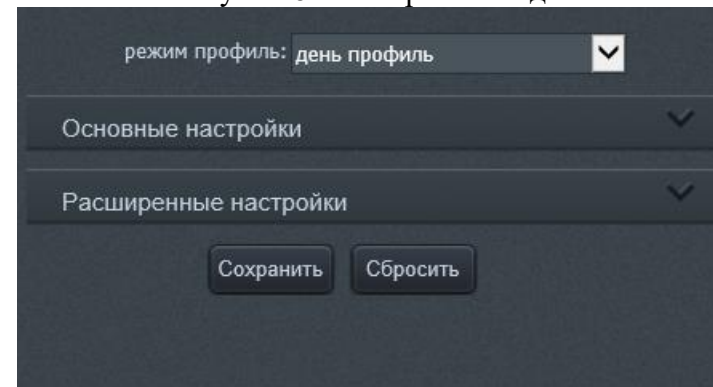 режим профиль: день профиль
Основные настройки
Расширенные настройки
Сохранить Сбросить